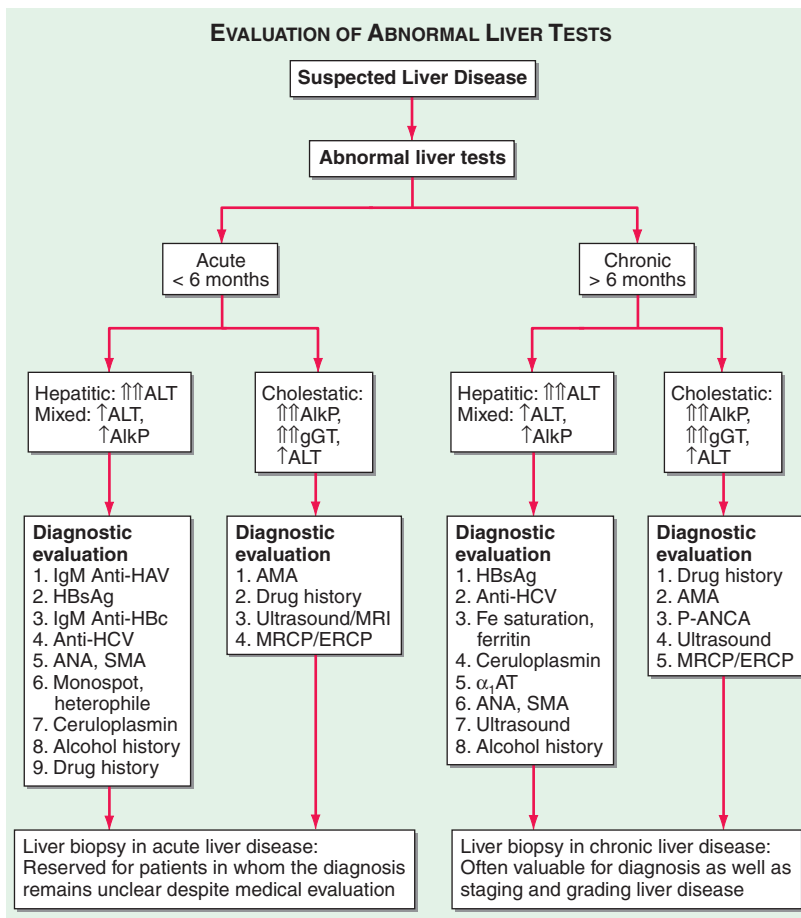 EVALUATION OF ABNORMAL LIVER TESTS
Suspected Liver Disease
Abnormal liver tests
Acute
< 6 months
Chronic
> 6 months
Hepatitic: ⇑⇑ALT
Mixed: ↑ALT,
↑AlkP
Cholestatic:
⇑⇑AlkP,
⇑⇑gGT,
↑ALT
Hepatitic: ⇑⇑ALT
Mixed: ↑ALT,
↑AlkP
Cholestatic:
⇑⇑AlkP,
⇑⇑gGT,
↑ALT
Diagnostic
evaluation
1. IgM Anti-HAV
2. HBsAg
3. IgM Anti-HBc
4. Anti-HCV
5. ANA, SMA
6. Monospot,
heterophile
7. Ceruloplasmin
8. Alcohol history
9. Drug history
Diagnostic
evaluation
1. AMA
2. Drug history
3. Ultrasound/MRI
4. MRCP/ERCP
Diagnostic
evaluation
1. HBsAg
2. Anti-HCV
3. Fe saturation,
ferritin
4. Ceruloplasmin
5. α₁AT
6. ANA, SMA
7. Ultrasound
8. Alcohol history
Diagnostic
evaluation
1. Drug history
2. AMA
3. P-ANCA
4. Ultrasound
5. MRCP/ERCP
Liver biopsy in acute liver disease:
Reserved for patients in whom the diagnosis
remains unclear despite medical evaluation
Liver biopsy in chronic liver disease:
Often valuable for diagnosis as well as
staging and grading liver disease